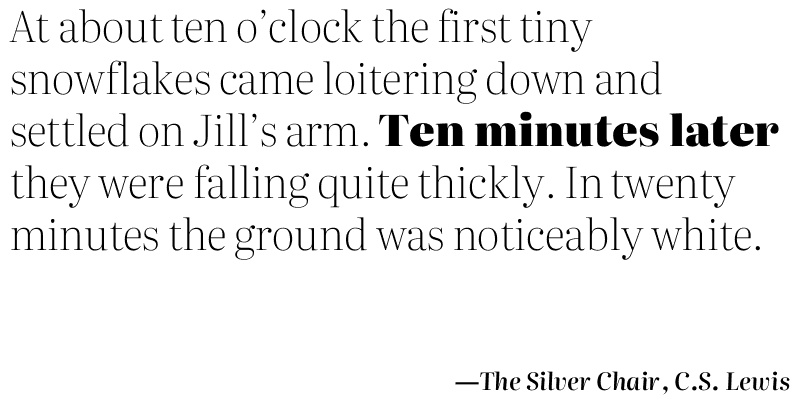 At about ten o’clock the first tiny
snowflakes came loitering down and
settled on Jill’s arm. Ten minutes later
they were falling quite thickly. In twenty
minutes the ground was noticeably white.
—The Silver Chair, C.S. Lewis